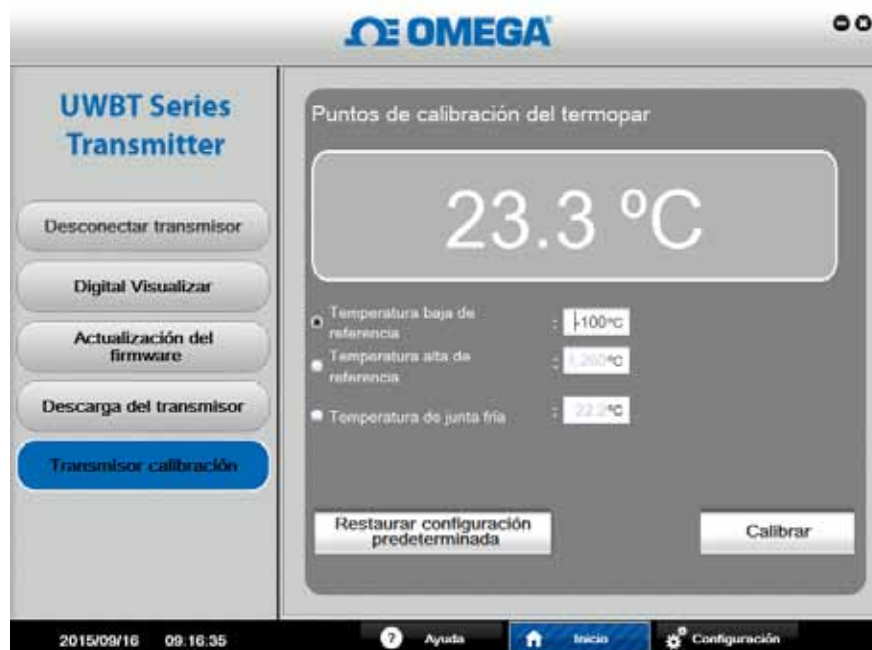 OMEGA
UWBT Series
Transmitter
Desconectar transmisor
Digital Visualizar
Actualización del
firmware
Descarga del transmisor
Transmisor calibración
Puntos de calibración del termopar
23.3 ºC
Temperatura baja de
referencia
: -100ºC
Temperatura alta de
referencia
: 1,260ºC
Temperatura de junta fría : 22.2ºC
Restaurar configuración
predeterminada
Calibrar
2015/09/16 09:16:35
Ayuda
Inicio
Configuración